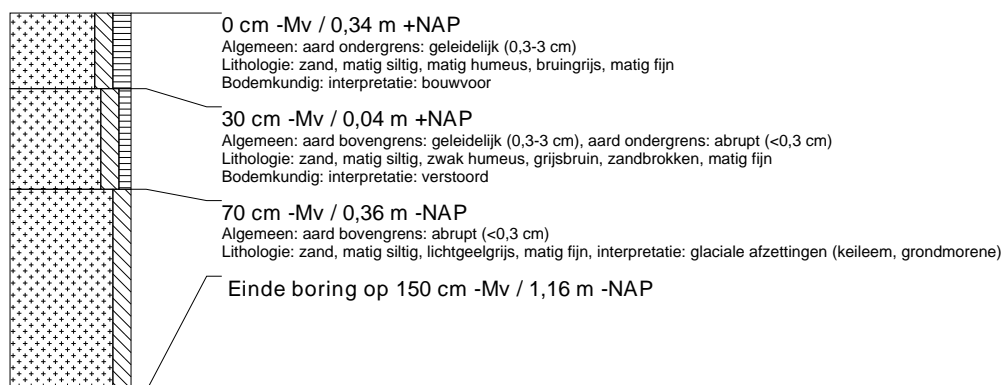 0 cm -Mv / 0,34 m +NAP
Algemeen: aard ondergrens: geleidelijk (0,3-3 cm)
Lithologie: zand, matig siltig, matig humeus, bruingrijs, matig fijn
Bodemkundig: interpretatie: bouwvoor
30 cm -Mv / 0,04 m +NAP
Algemeen: aard bovengrens: geleidelijk (0,3-3 cm), aard ondergrens: abrupt (<0,3 cm)
Lithologie: zand, matig siltig, zwak humeus, grijsbruin, zandbrokken, matig fijn
Bodemkundig: interpretatie: verstoord
70 cm -Mv / 0,36 m -NAP
Algemeen: aard bovengrens: abrupt (<0,3 cm)
Lithologie: zand, matig siltig, lichtgeelgrijs, matig fijn, interpretatie: glaciale afzettingen (keileem, grondmorene)
Einde boring op 150 cm -Mv / 1,16 m -NAP